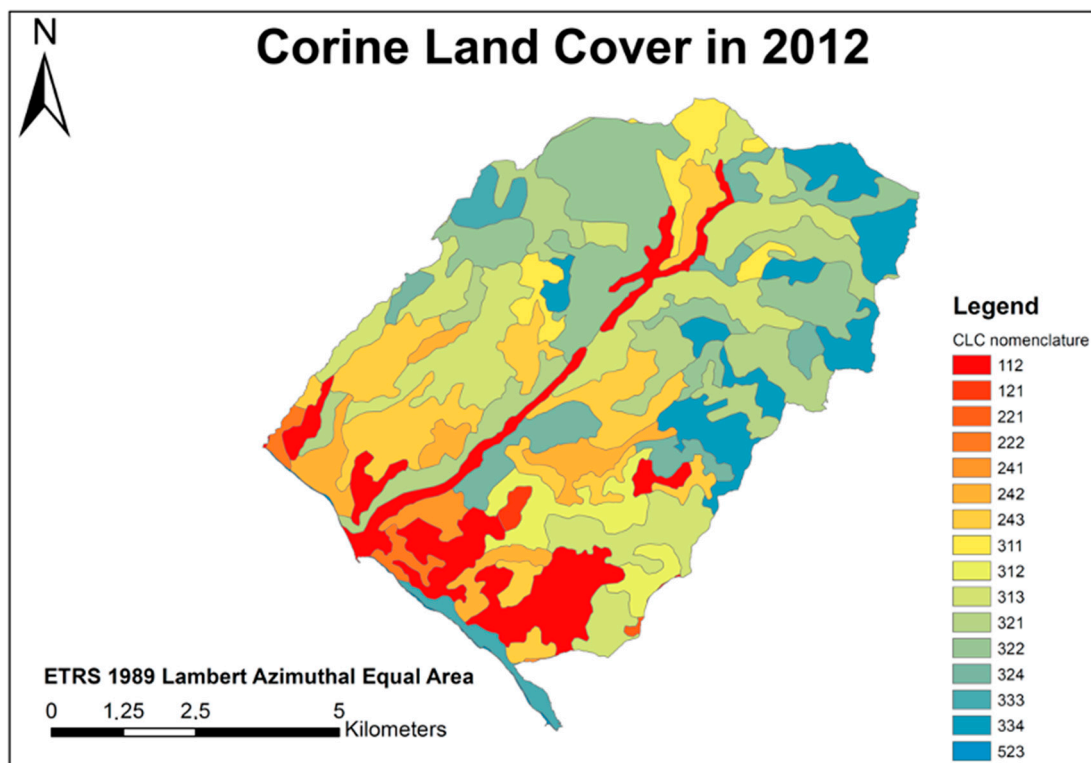 N
Corine Land Cover in 2012
Legend
CLC nomenclature
112
121
221
222
241
242
243
311
312
313
321
322
324
333
334
523
ETRS 1989 Lambert Azimuthal Equal Area
0 1,25 2,5 5
Kilometers